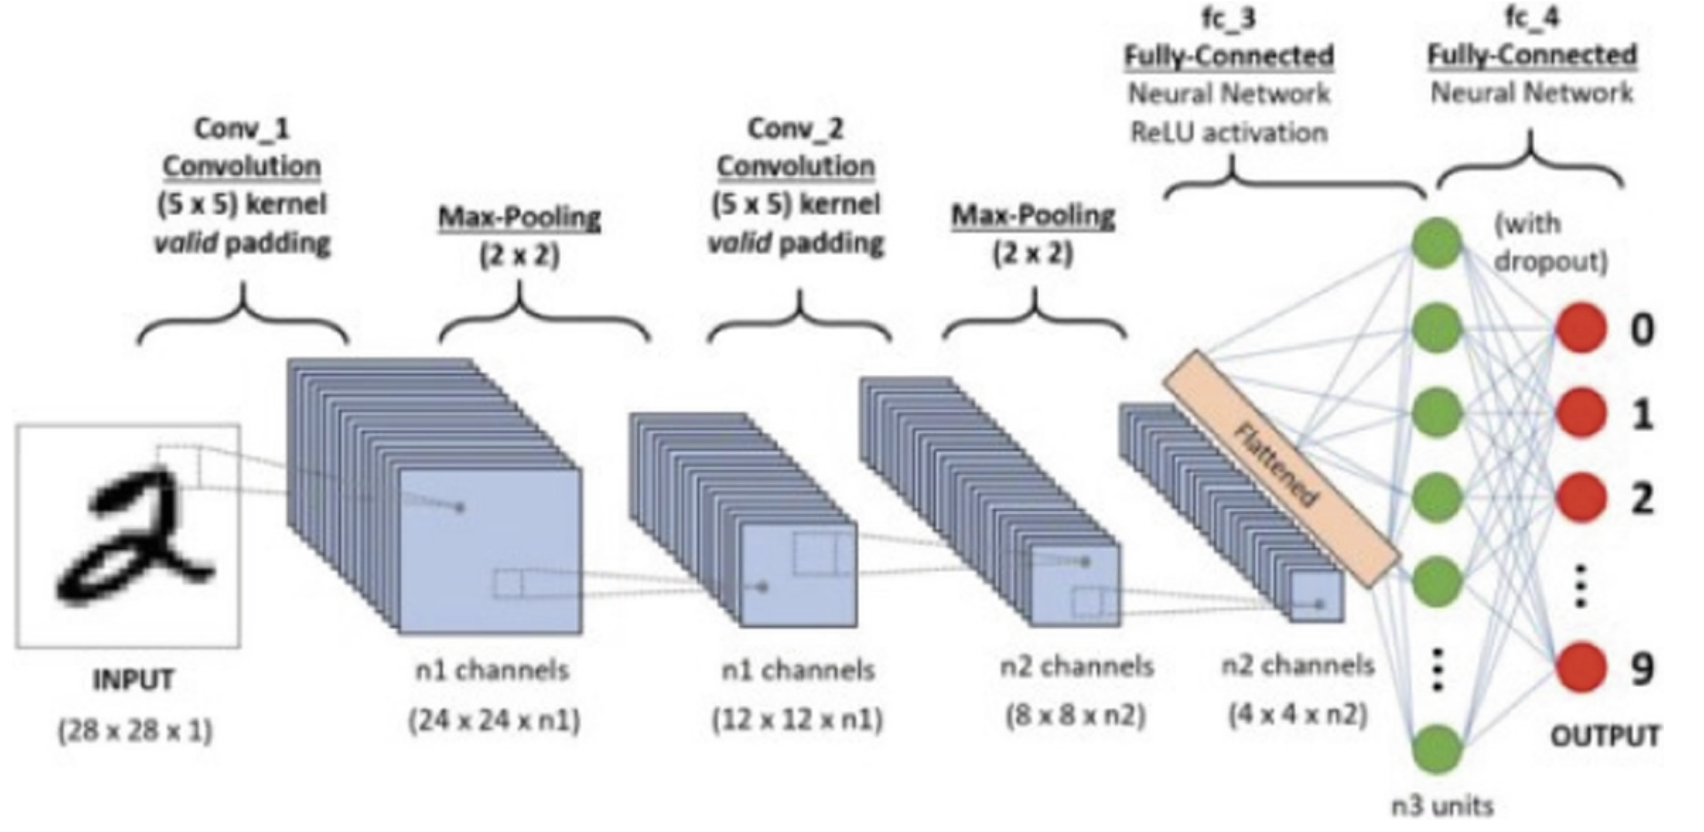 Conv_1
Convolution
(5 x 5) kernel
valid padding
Max-Pooling
(2 x 2)
Conv_2
Convolution
(5 x 5) kernel
valid padding
Max-Pooling
(2 x 2)
fc_3
Fully-Connected
Neural Network
ReLU activation
fc_4
Fully-Connected
Neural Network
(with
dropout)
Flattened
0
1
2
9
OUTPUT
INPUT
(28 x 28 x 1)
n1 channels
(24 x 24 x n1)
n1 channels
(12 x 12 x n1)
n2 channels
(8 x 8 x n2)
n2 channels
(4 x 4 x n2)
n3 units
2